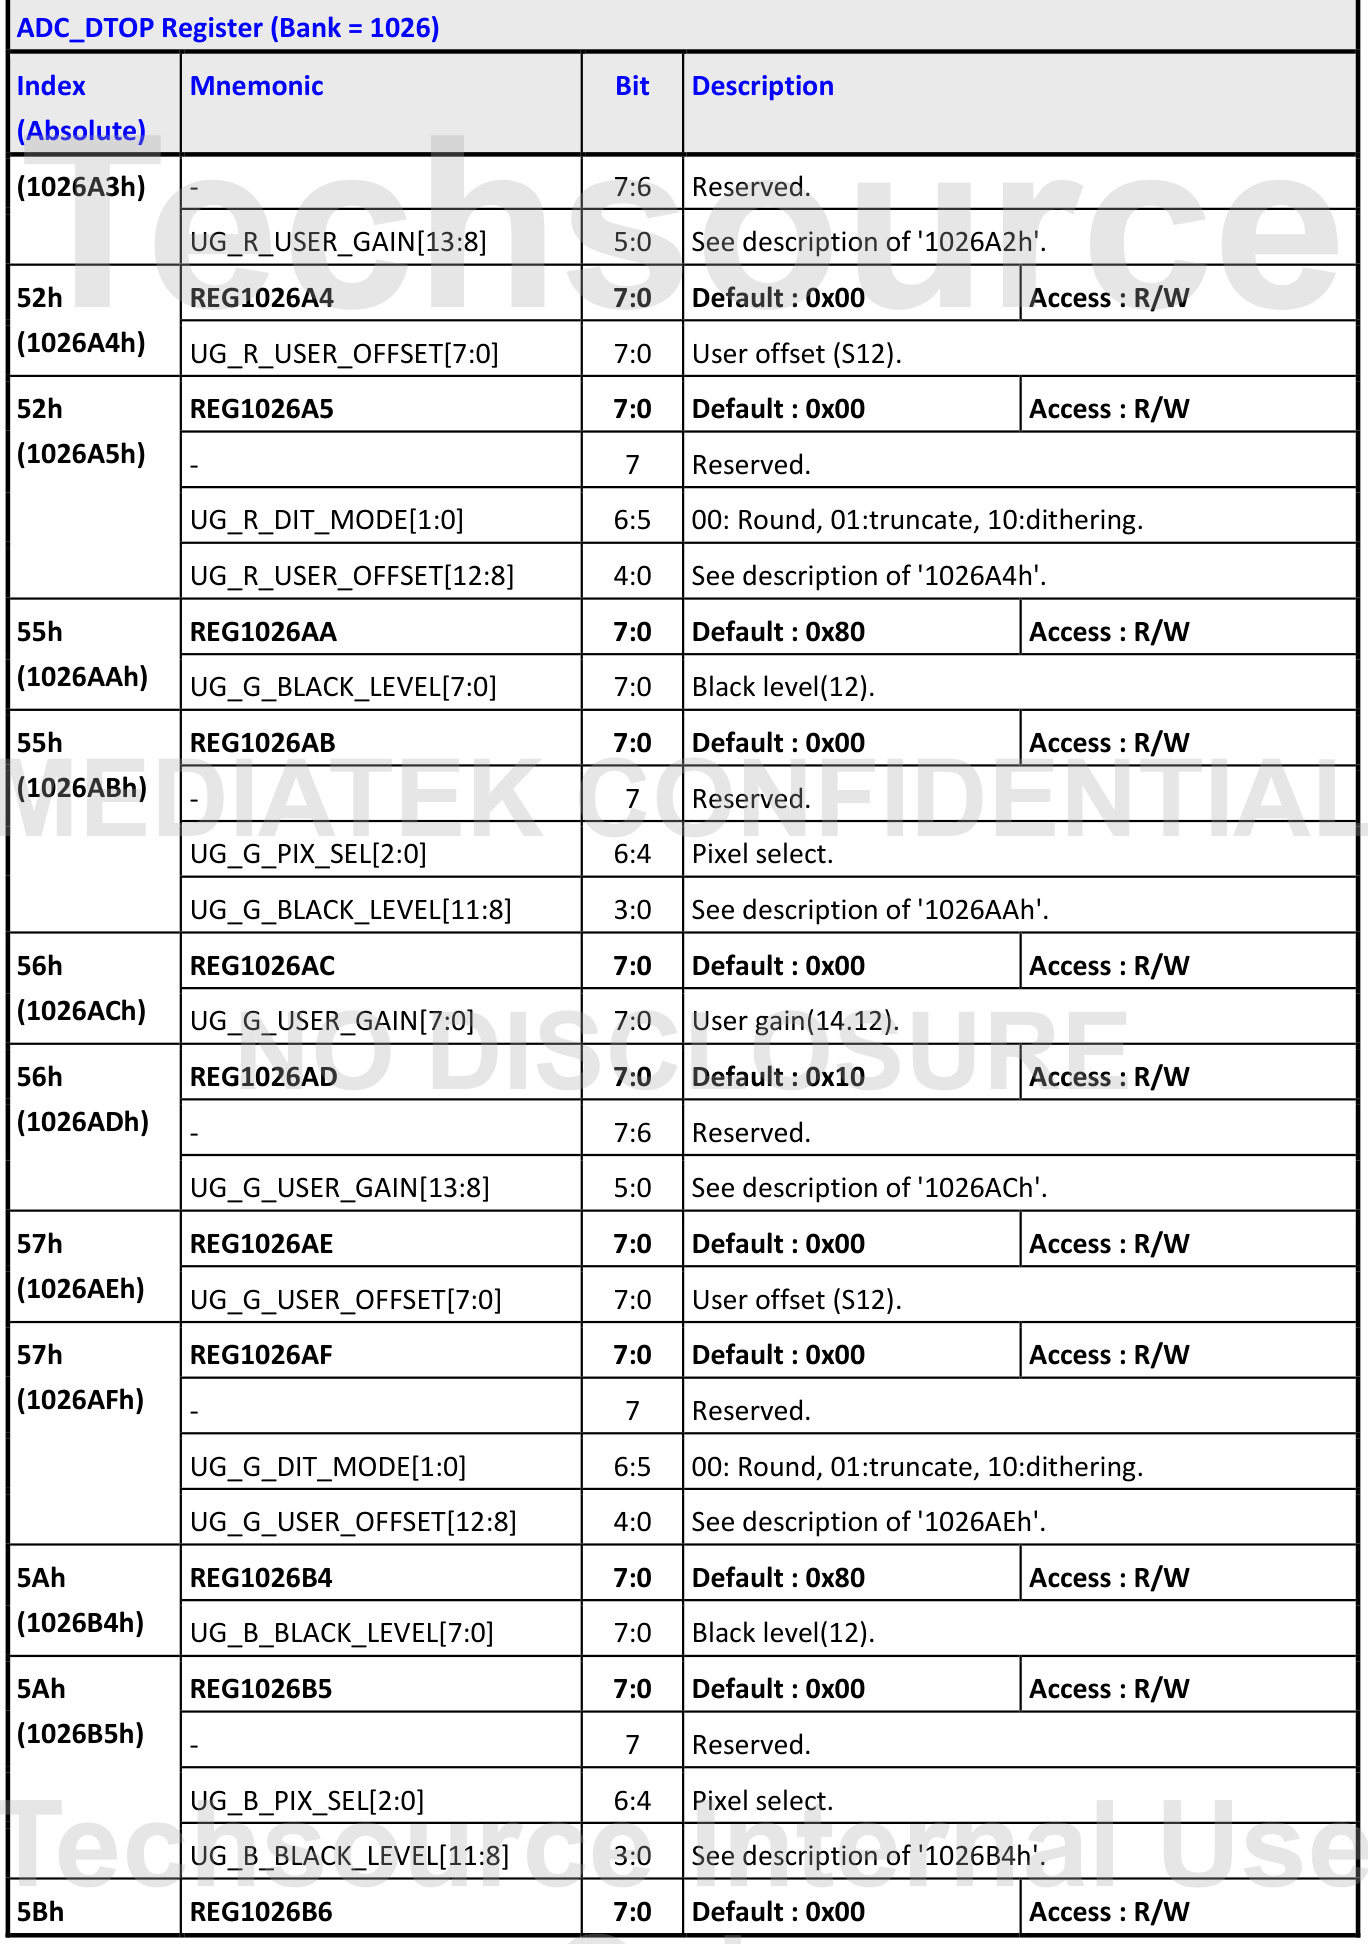 ADC_DTOP Register (Bank = 1026)
Index (Absolute) Mnemonic Bit Description
(1026A3h) - 7:6 Reserved.
UG_R_USER_GAIN[13:8] 5:0 See description of '1026A2h'.
Techsource
52h (1026A4h) REG1026A4 7:0 Default : 0x00 Access : R/W
UG_R_USER_OFFSET[7:0] 7:0 User offset (S12).
52h (1026A5h) REG1026A5 7:0 Default : 0x00 Access : R/W
- 7 Reserved.
UG_R_DIT_MODE[1:0] 6:5 00: Round, 01:truncate, 10:dithering.
UG_R_USER_OFFSET[12:8] 4:0 See description of '1026A4h'.
55h (1026AAh) REG1026AA 7:0 Default : 0x80 Access : R/W
UG_G_BLACK_LEVEL[7:0] 7:0 Black level(12).
55h (1026ABh) REG1026AB 7:0 Default : 0x00 Access : R/W
- 7 Reserved.
MEDIATEK CONFIDENTIAL
UG_G_PIX_SEL[2:0] 6:4 Pixel select.
UG_G_BLACK_LEVEL[11:8] 3:0 See description of '1026AAh'.
56h (1026ACh) REG1026AC 7:0 Default : 0x00 Access : R/W
UG_G_USER_GAIN[7:0] 7:0 User gain(14.12).
NO DISCLOSURE
56h (1026ADh) REG1026AD 7:0 Default : 0x10 Access : R/W
- 7:6 Reserved.
UG_G_USER_GAIN[13:8] 5:0 See description of '1026ACh'.
57h (1026AEh) REG1026AE 7:0 Default : 0x00 Access : R/W
UG_G_USER_OFFSET[7:0] 7:0 User offset (S12).
57h (1026AFh) REG1026AF 7:0 Default : 0x00 Access : R/W
- 7 Reserved.
UG_G_DIT_MODE[1:0] 6:5 00: Round, 01:truncate, 10:dithering.
UG_G_USER_OFFSET[12:8] 4:0 See description of '1026AEh'.
5Ah (1026B4h) REG1026B4 7:0 Default : 0x80 Access : R/W
UG_B_BLACK_LEVEL[7:0] 7:0 Black level(12).
5Ah (1026B5h) REG1026B5 7:0 Default : 0x00 Access : R/W
- 7 Reserved.
UG_B_PIX_SEL[2:0] 6:4 Pixel select.
UG_B_BLACK_LEVEL[11:8] 3:0 See description of '1026B4h'.
Techsource Internal Use
5Bh REG1026B6 7:0 Default : 0x00 Access : R/W